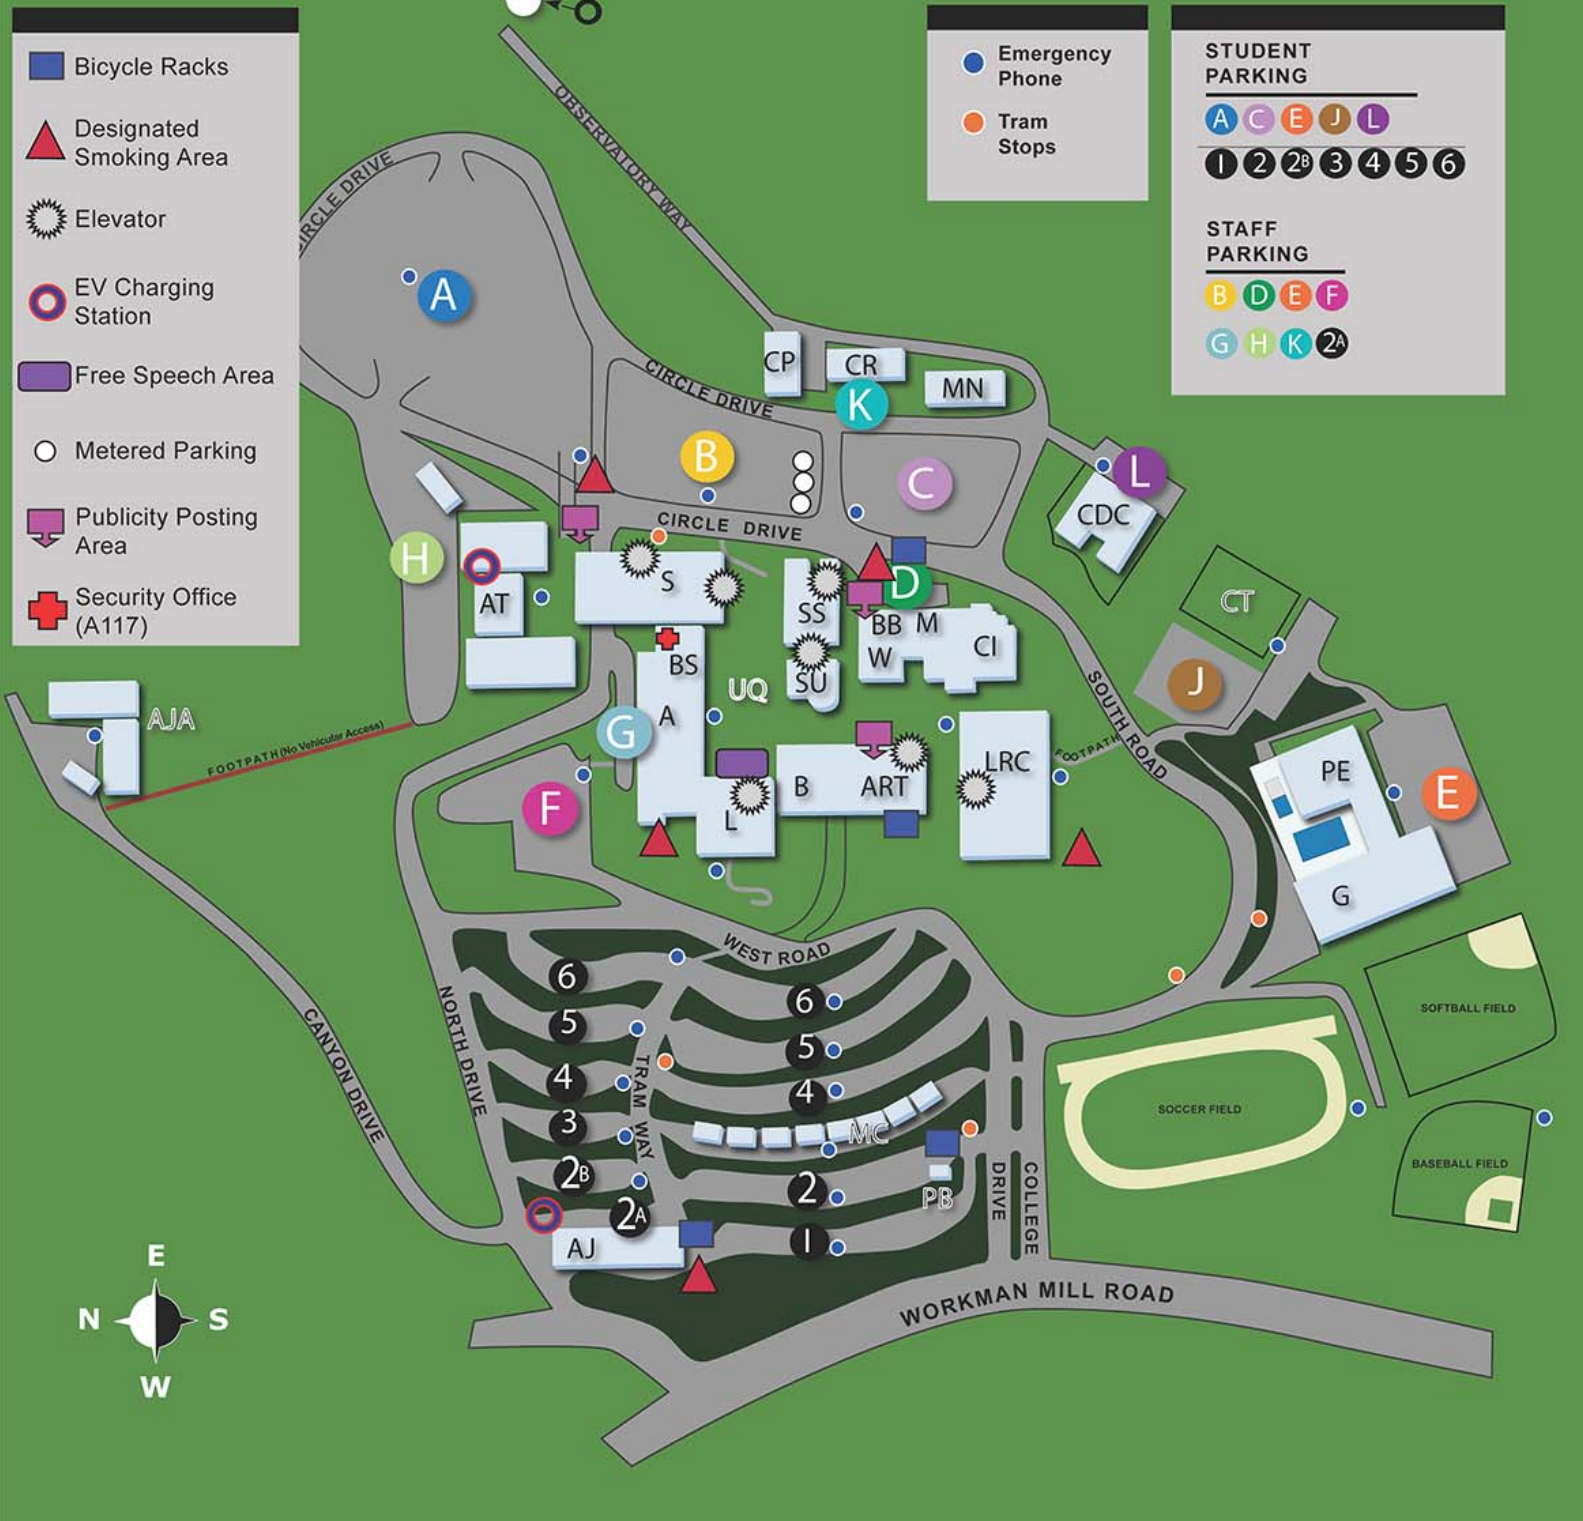 Bicycle Racks
Designated
Smoking Area
Elevator
EV Charging
Station
Free Speech Area
Metered Parking
Publicity Posting
Area
Security Office
(A117)
Emergency
Phone
Tram
Stops
STUDENT
PARKING
A C E J L
1 2 2B 3 4 5 6
STAFF
PARKING
B D E F
G H K 2A
O
OBSERVATORY WAY
CIRCLE DRIVE
A
CP
CR
K
MN
CIRCLE DRIVE
B
C
L
CDC
CIRCLE DRIVE
H
AT
S
SS
D
BB
M
W
CI
SU
CT
J
SOUTH ROAD
BS
UQ
A
G
AJA
FOOTPATH (No Vehicular Access)
F
B
ART
L
LRC
FOOTPATH
PE
E
G
WEST ROAD
NORTH DRIVE
CANYON DRIVE
TRAM WAY
6
5
4
3
2B
2A
6
5
4
MC
2
1
PB
AJ
COLLEGE
DRIVE
SOFTBALL FIELD
SOCCER FIELD
BASEBALL FIELD
WORKMAN MILL ROAD
E
N
S
W